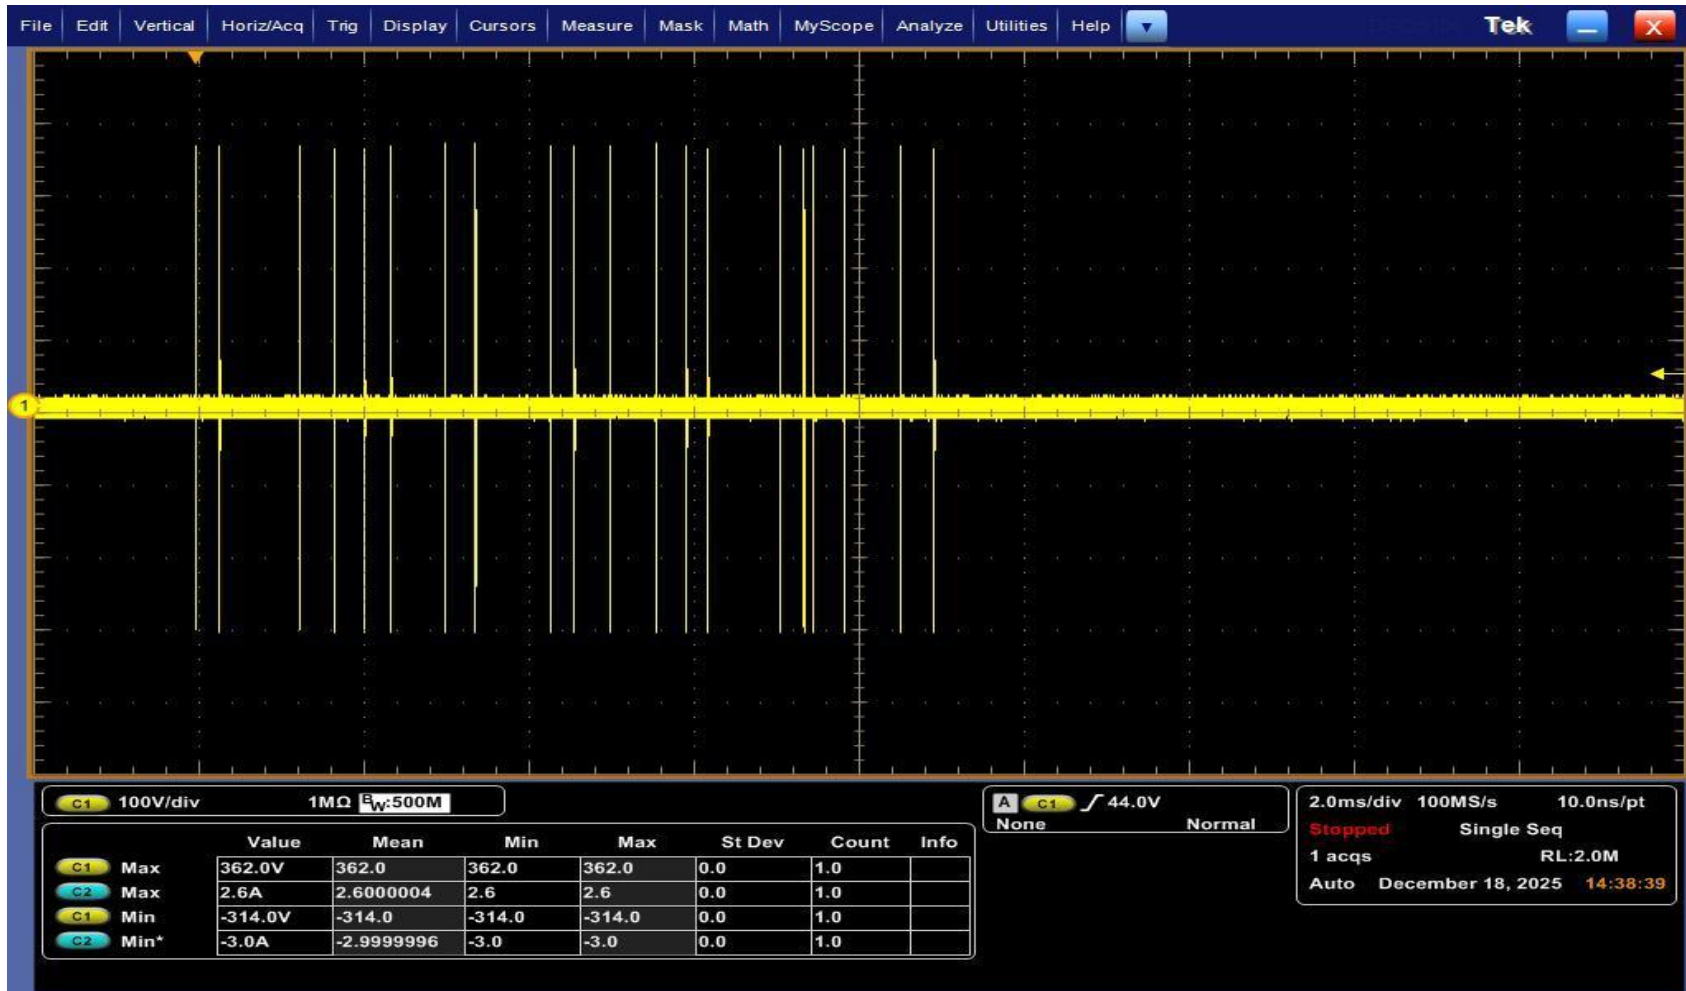 File Edit Vertical Horiz/Acq Trig Display Cursors Measure Mask Math MyScope Analyze Utilities Help Tek X
1
C1 100V/div 1MΩ BW:500M
A C1 44.0V
None Normal
2.0ms/div 100MS/s 10.0ns/pt
Stopped Single Seq
1 acqs RL:2.0M
Auto December 18, 2025 14:38:39
Value Mean Min Max St Dev Count Info
C1 Max 362.0V 362.0 362.0 362.0 0.0 1.0
C2 Max 2.6A 2.6000004 2.6 2.6 0.0 1.0
C1 Min -314.0V -314.0 -314.0 -314.0 0.0 1.0
C2 Min* -3.0A -2.9999996 -3.0 -3.0 0.0 1.0